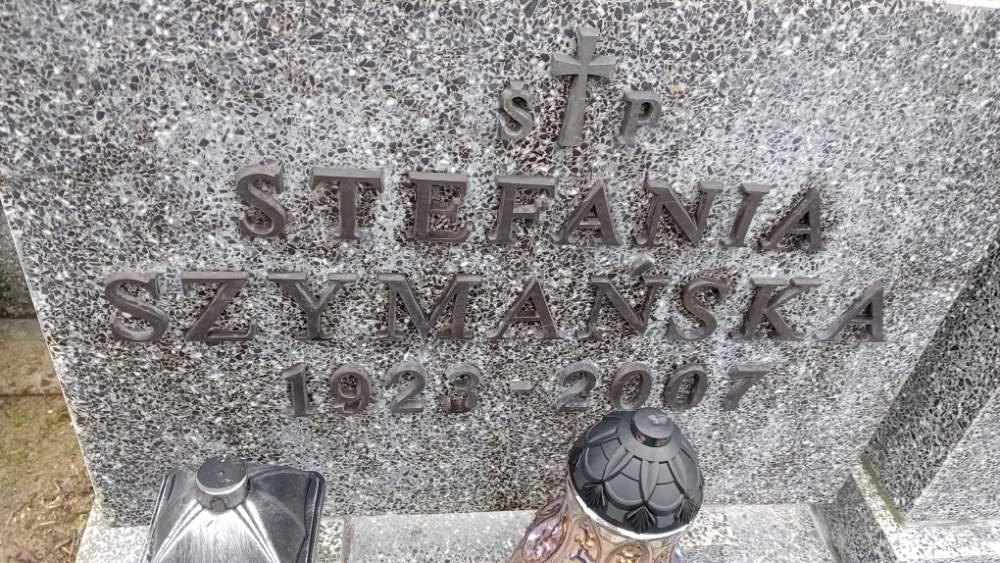 Ś P
STEFANIA
SZYMAŃSKA
1923-2007